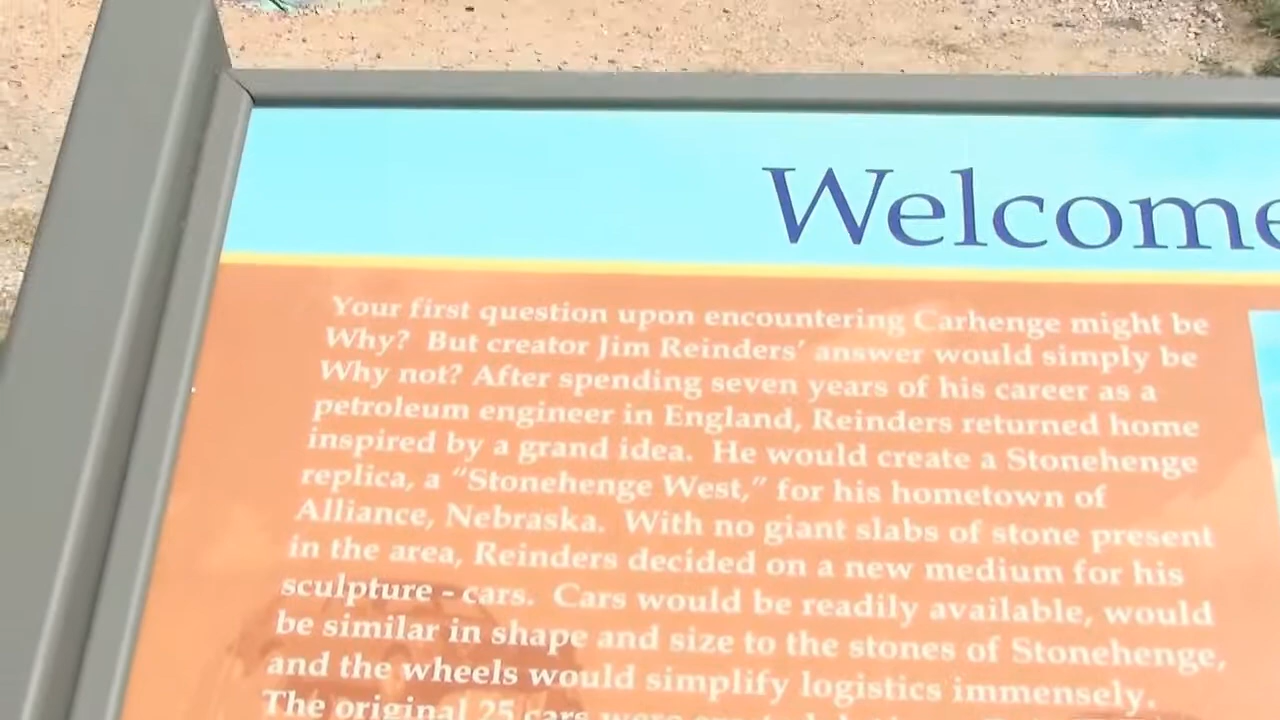 Welcome
Your first question upon encountering Carhenge might be
Why? But creator Jim Reinders' answer would simply be
Why not? After spending seven years of his career as a
petroleum engineer in England, Reinders returned home
inspired by a grand idea. He would create a Stonehenge
replica, a “Stonehenge West,” for his hometown of
Alliance, Nebraska. With no giant slabs of stone present
in the area, Reinders decided on a new medium for his
sculpture - cars. Cars would be readily available, would
be similar in shape and size to the stones of Stonehenge,
and the wheels would simplify logistics immensely.
The original 25 cars were